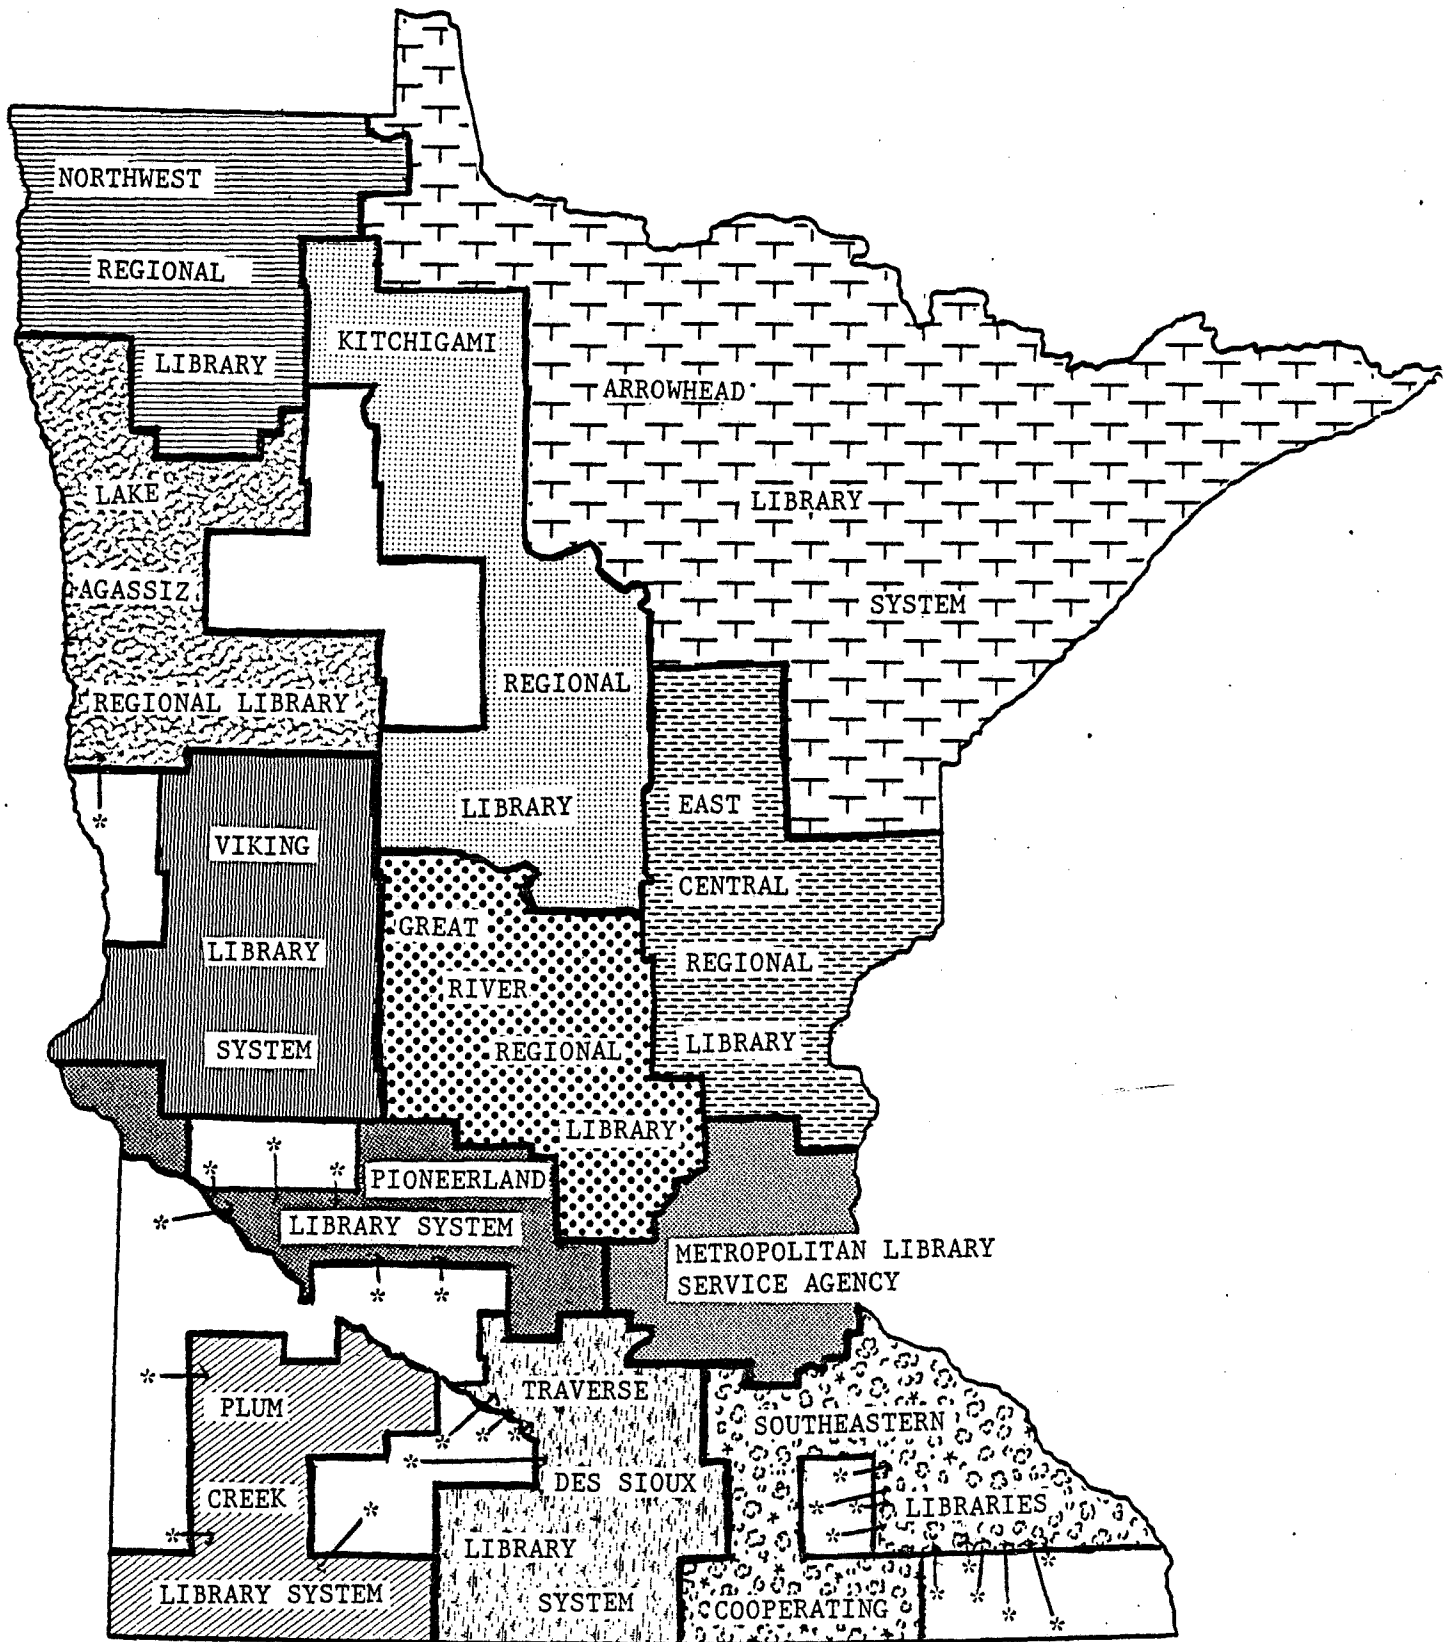 NORTHWEST
REGIONAL
LIBRARY
KITCHIGAMI
REGIONAL
LIBRARY
ARROWHEAD
LIBRARY
SYSTEM
LAKE
AGASSIZ
REGIONAL LIBRARY
EAST
CENTRAL
REGIONAL
LIBRARY
VIKING
LIBRARY
SYSTEM
GREAT
RIVER
REGIONAL
LIBRARY
PIONEERLAND
LIBRARY SYSTEM
METROPOLITAN LIBRARY
SERVICE AGENCY
PLUM
CREEK
LIBRARY SYSTEM
TRAVERSE
DES SIOUX
LIBRARY
SYSTEM
SOUTHEASTERN
LIBRARIES
COOPERATING